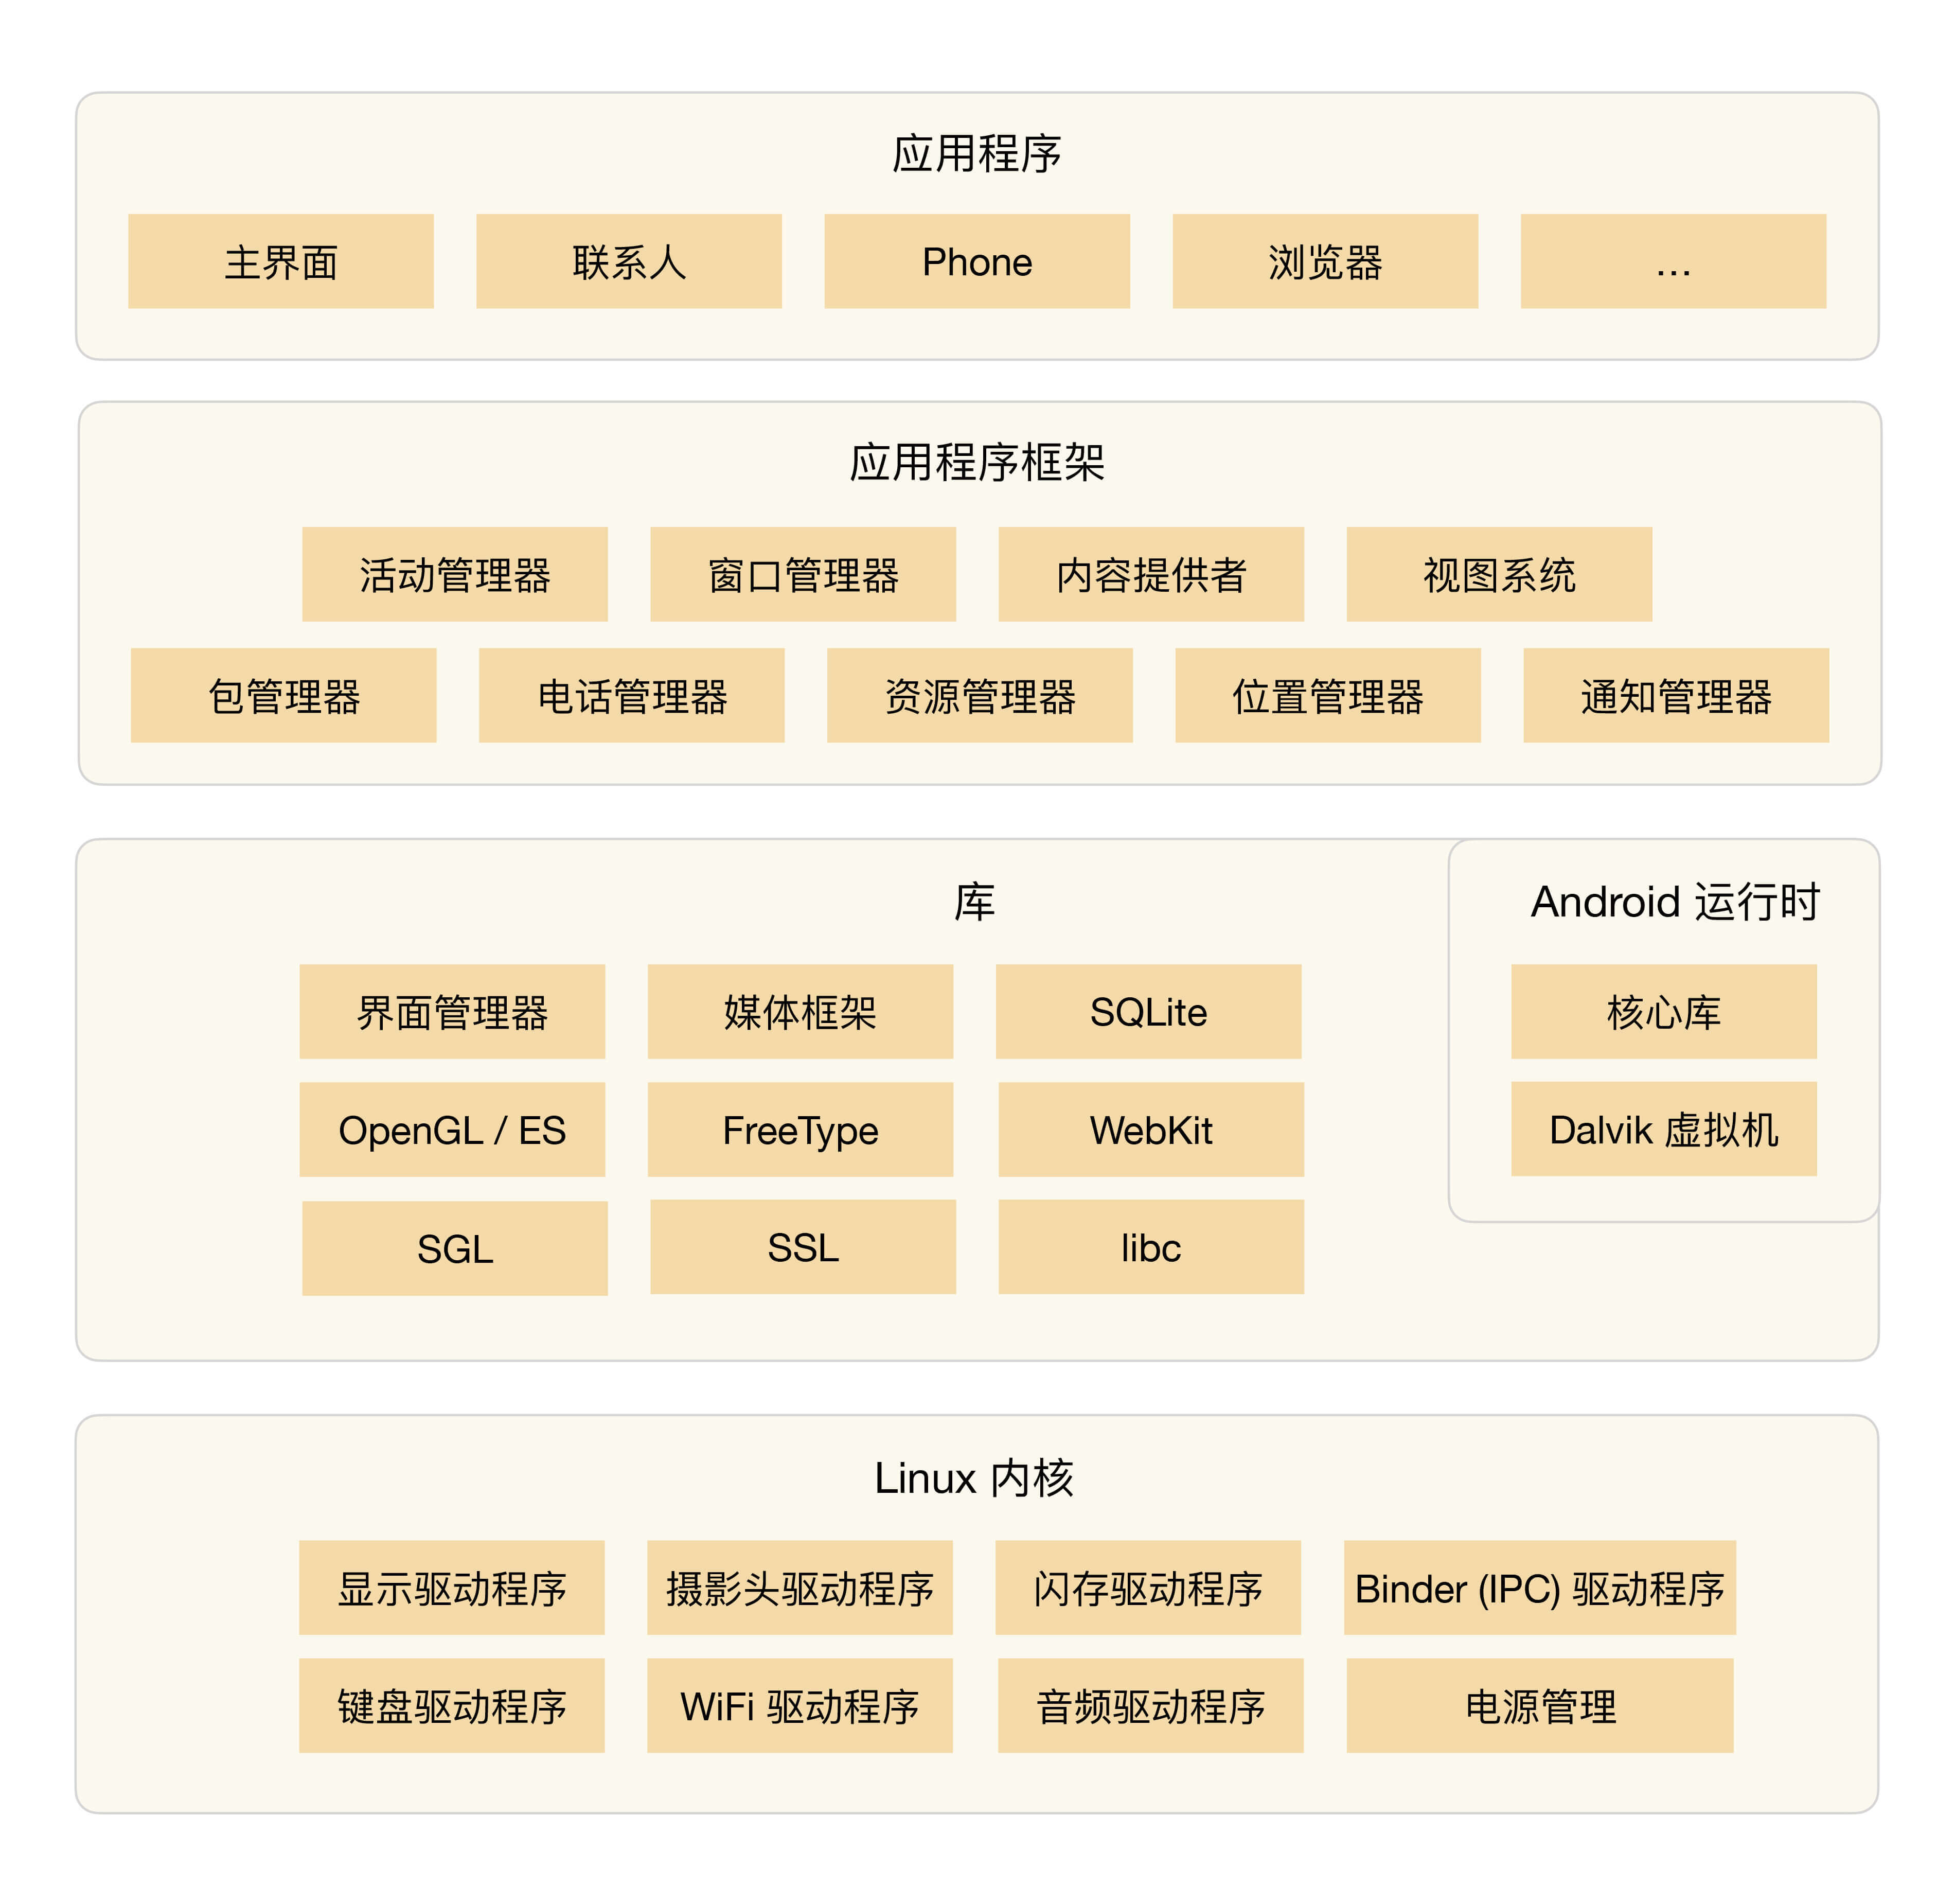 应用程序
主界面 联系人 Phone 浏览器 ...
应用程序框架
活动管理器 窗口管理器 内容提供者 视图系统
包管理器 电话管理器 资源管理器 位置管理器 通知管理器
库
界面管理器 媒体框架 SQLite
OpenGL / ES FreeType WebKit
SGL SSL libc
Android 运行时
核心库
Dalvik 虚拟机
Linux 内核
显示驱动程序 摄影头驱动程序 闪存驱动程序 Binder (IPC) 驱动程序
键盘驱动程序 WiFi 驱动程序 音频驱动程序 电源管理